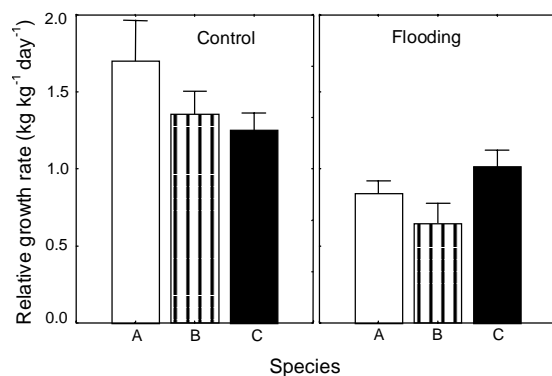 Relative growth rate (kg kg⁻¹ day⁻¹)
2.0
1.5
1.0
0.5
0.0
Control
Flooding
A B C
A B C
Species